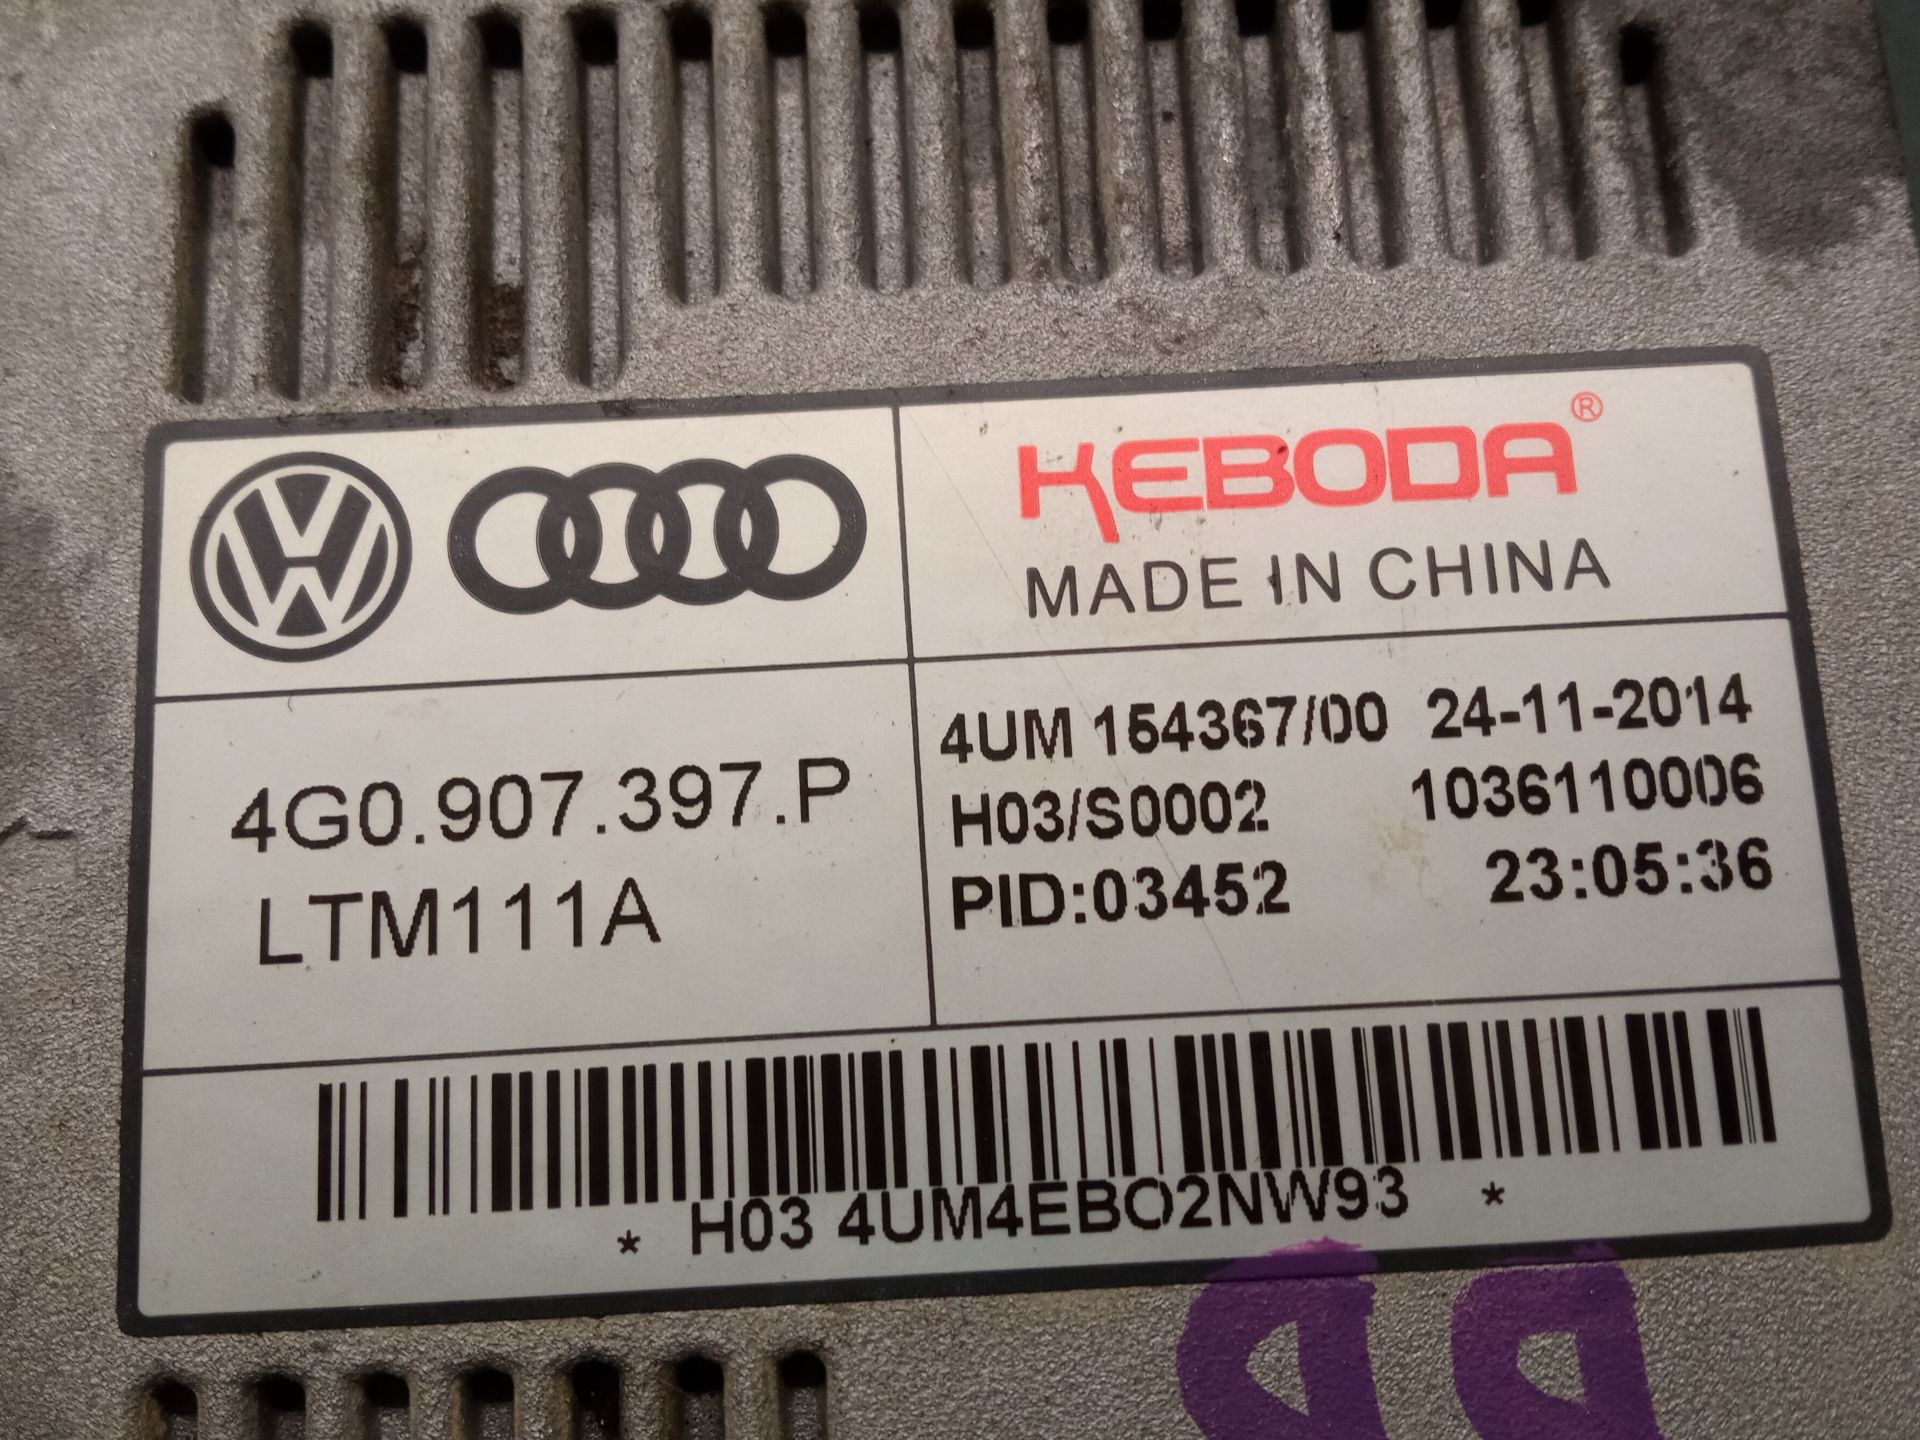 KEBODA®
MADE IN CHINA
4G0.907.397.P
LTM111A
4UM 154367/00 24-11-2014
H03/S0002 1036110006
PID:03452 23:05:36
* H03 4UM4EBO2NW93 *